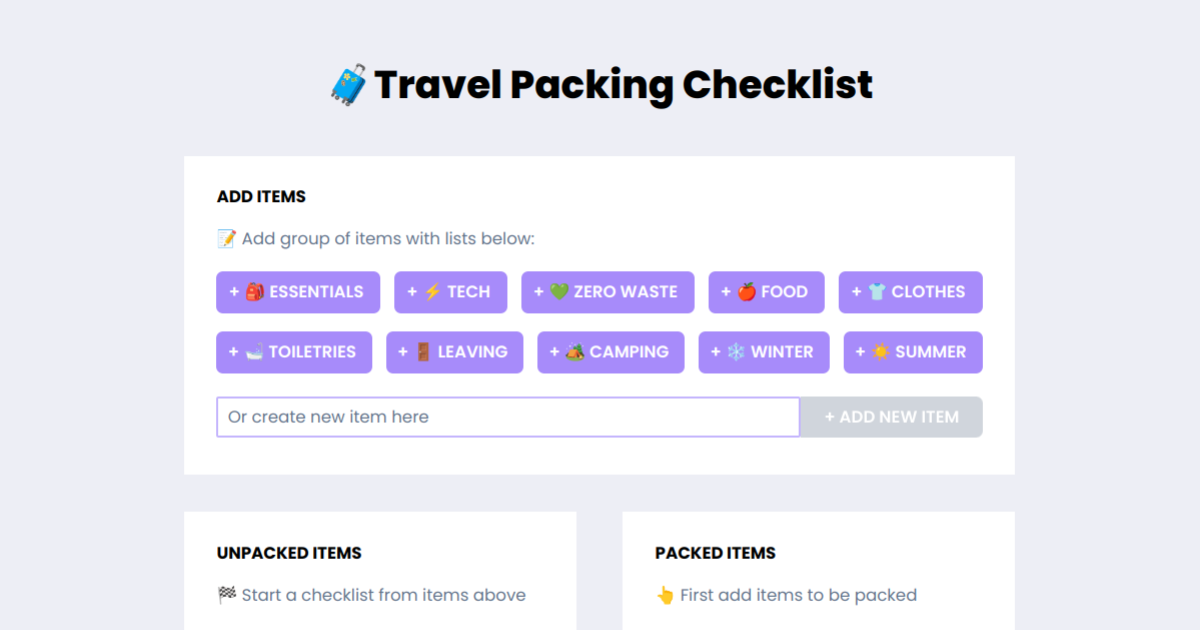 🧳Travel Packing Checklist
ADD ITEMS
📝 Add group of items with lists below:
+ 🎒 ESSENTIALS + ⚡ TECH + 💚 ZERO WASTE + 🍎 FOOD + 👕 CLOTHES
+ 🛁 TOILETRIES + 🚪 LEAVING + 🏕️ CAMPING + ❄️ WINTER + ☀️ SUMMER
Or create new item here + ADD NEW ITEM
UNPACKED ITEMS
🏁 Start a checklist from items above
PACKED ITEMS
👆 First add items to be packed